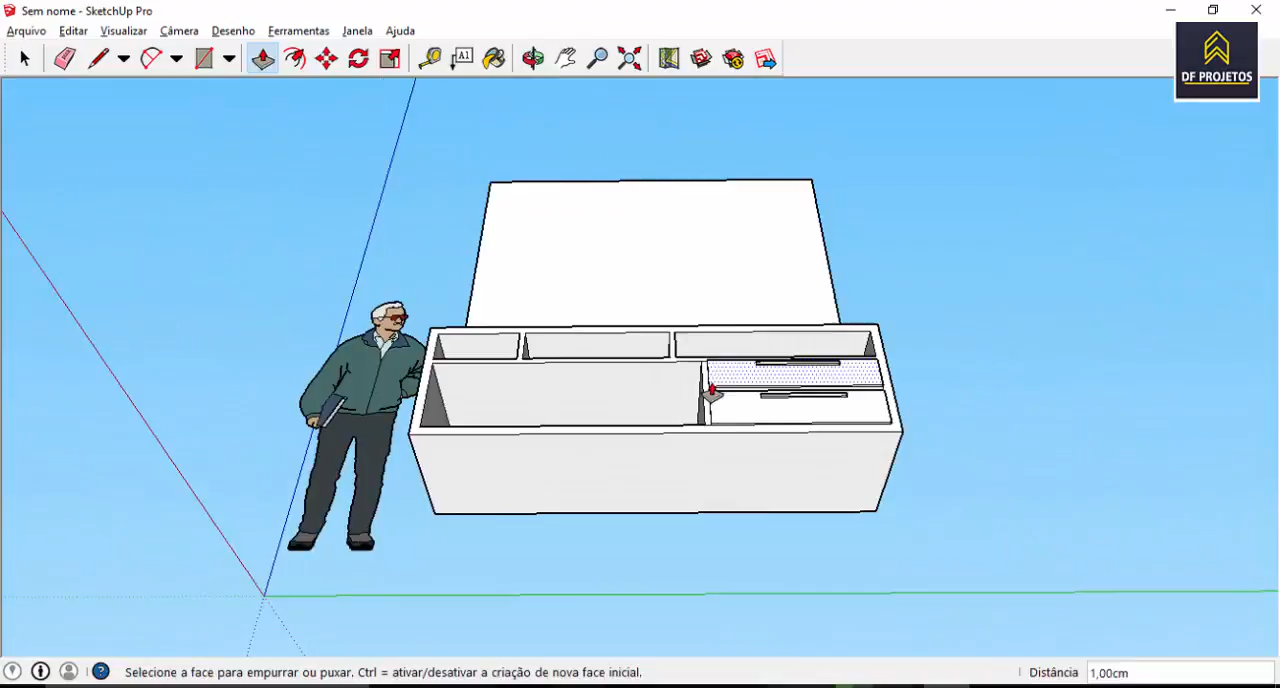 Sem nome - SketchUp Pro
Arquivo Editar Visualizar Câmera Desenho Ferramentas Janela Ajuda
A1
DF PROJETOS
Selecione a face para empurrar ou puxar. Ctrl = ativar/desativar a criação de nova face inicial.
Distância 1,00cm